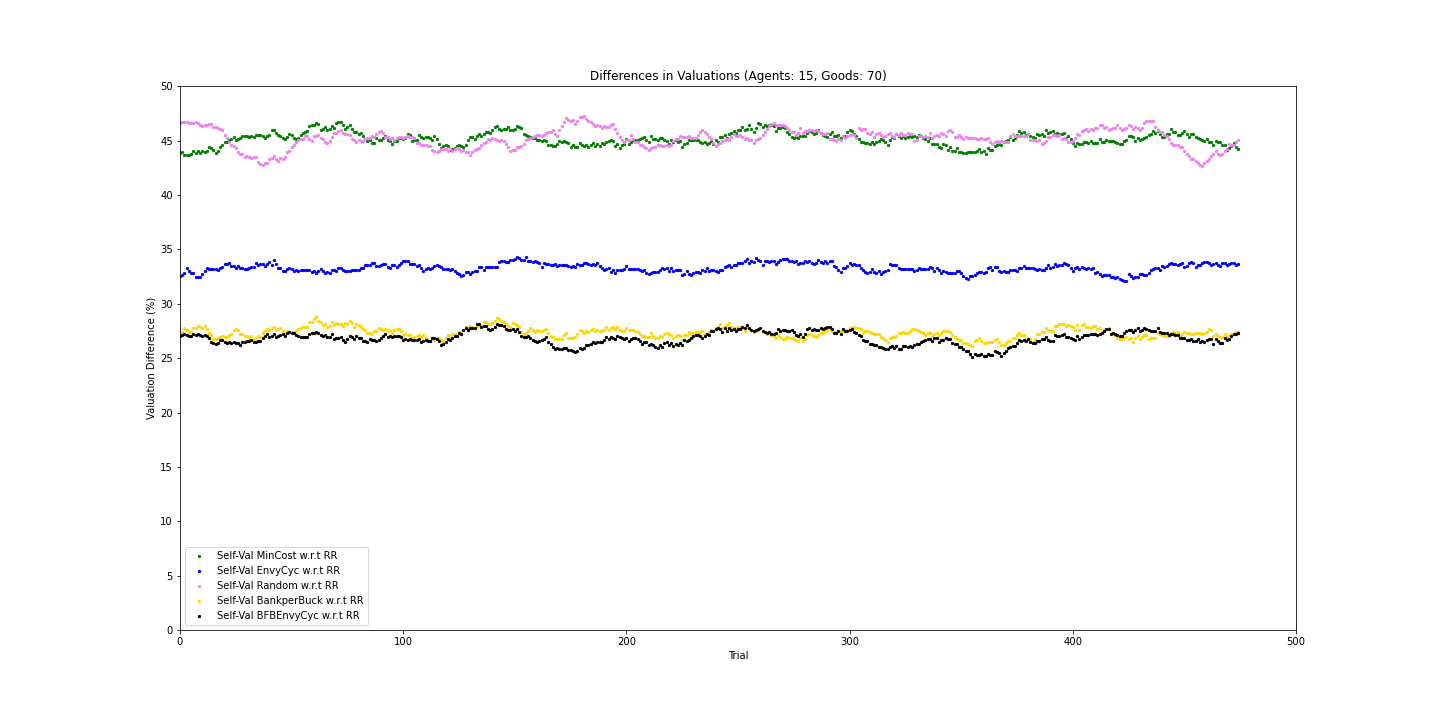 Differences in Valuations (Agents: 15, Goods: 70)
50
45
40
35
30
25
20
15
10
5
0
Valuation Difference (%)
Self-Val MinCost w.r.t RR
Self-Val EnvyCyc w.r.t RR
Self-Val Random w.r.t RR
Self-Val BankperBuck w.r.t RR
Self-Val BFBEnvyCyc w.r.t RR
0 100 200 300 400 500
Trial